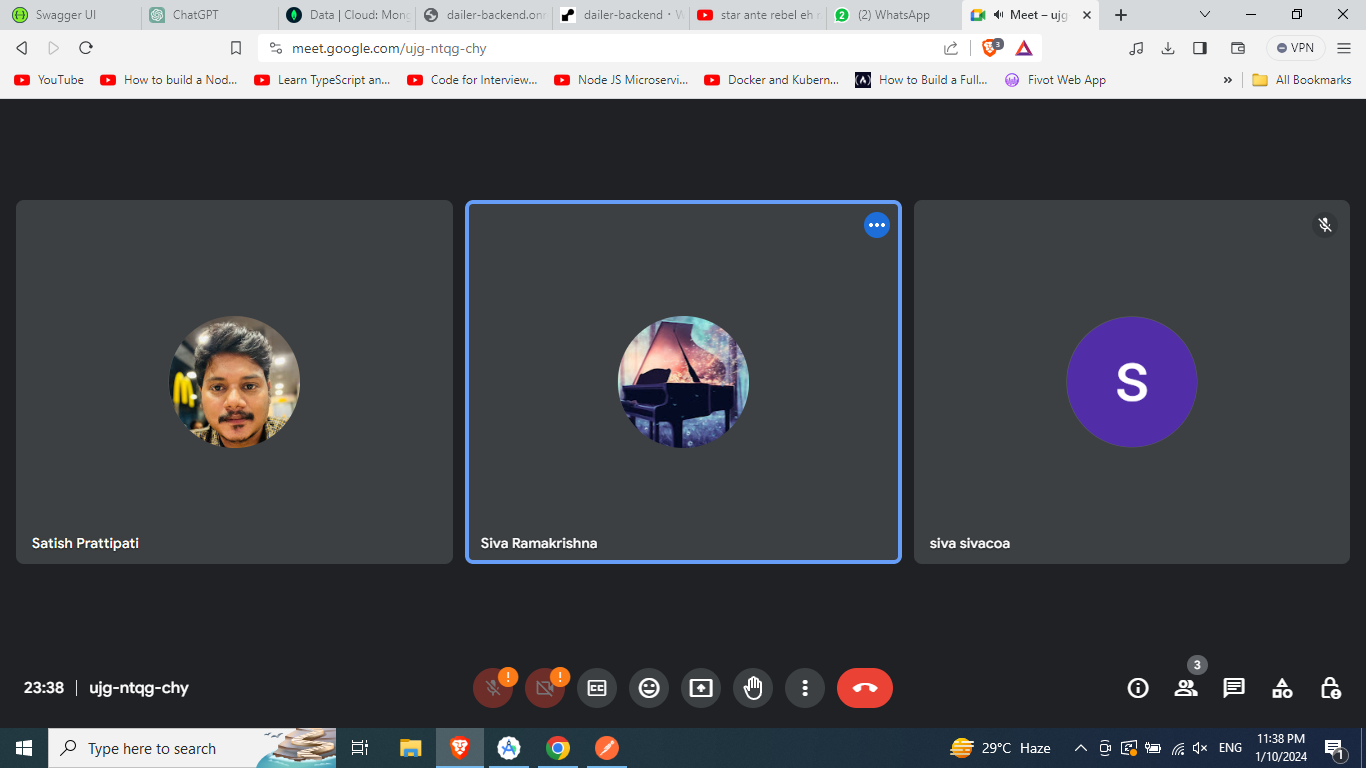 Swagger UI
ChatGPT
Data | Cloud: Mong
dailer-backend.onr
dailer-backend · W
star ante rebel eh n
2
(2) WhatsApp
Meet – ujg
meet.google.com/ujg-ntqg-chy
3
VPN
YouTube
How to build a Nod...
Learn TypeScript an...
Code for Interview...
Node JS Microservi...
Docker and Kubern...
How to Build a Full...
Fivot Web App
»
All Bookmarks
S
Satish Prattipati
Siva Ramakrishna
siva sivacoa
23:38 | ujg-ntqg-chy
!
!
CC
3
Type here to search
29°C Haze
ENG
11:38 PM
1/10/2024
1